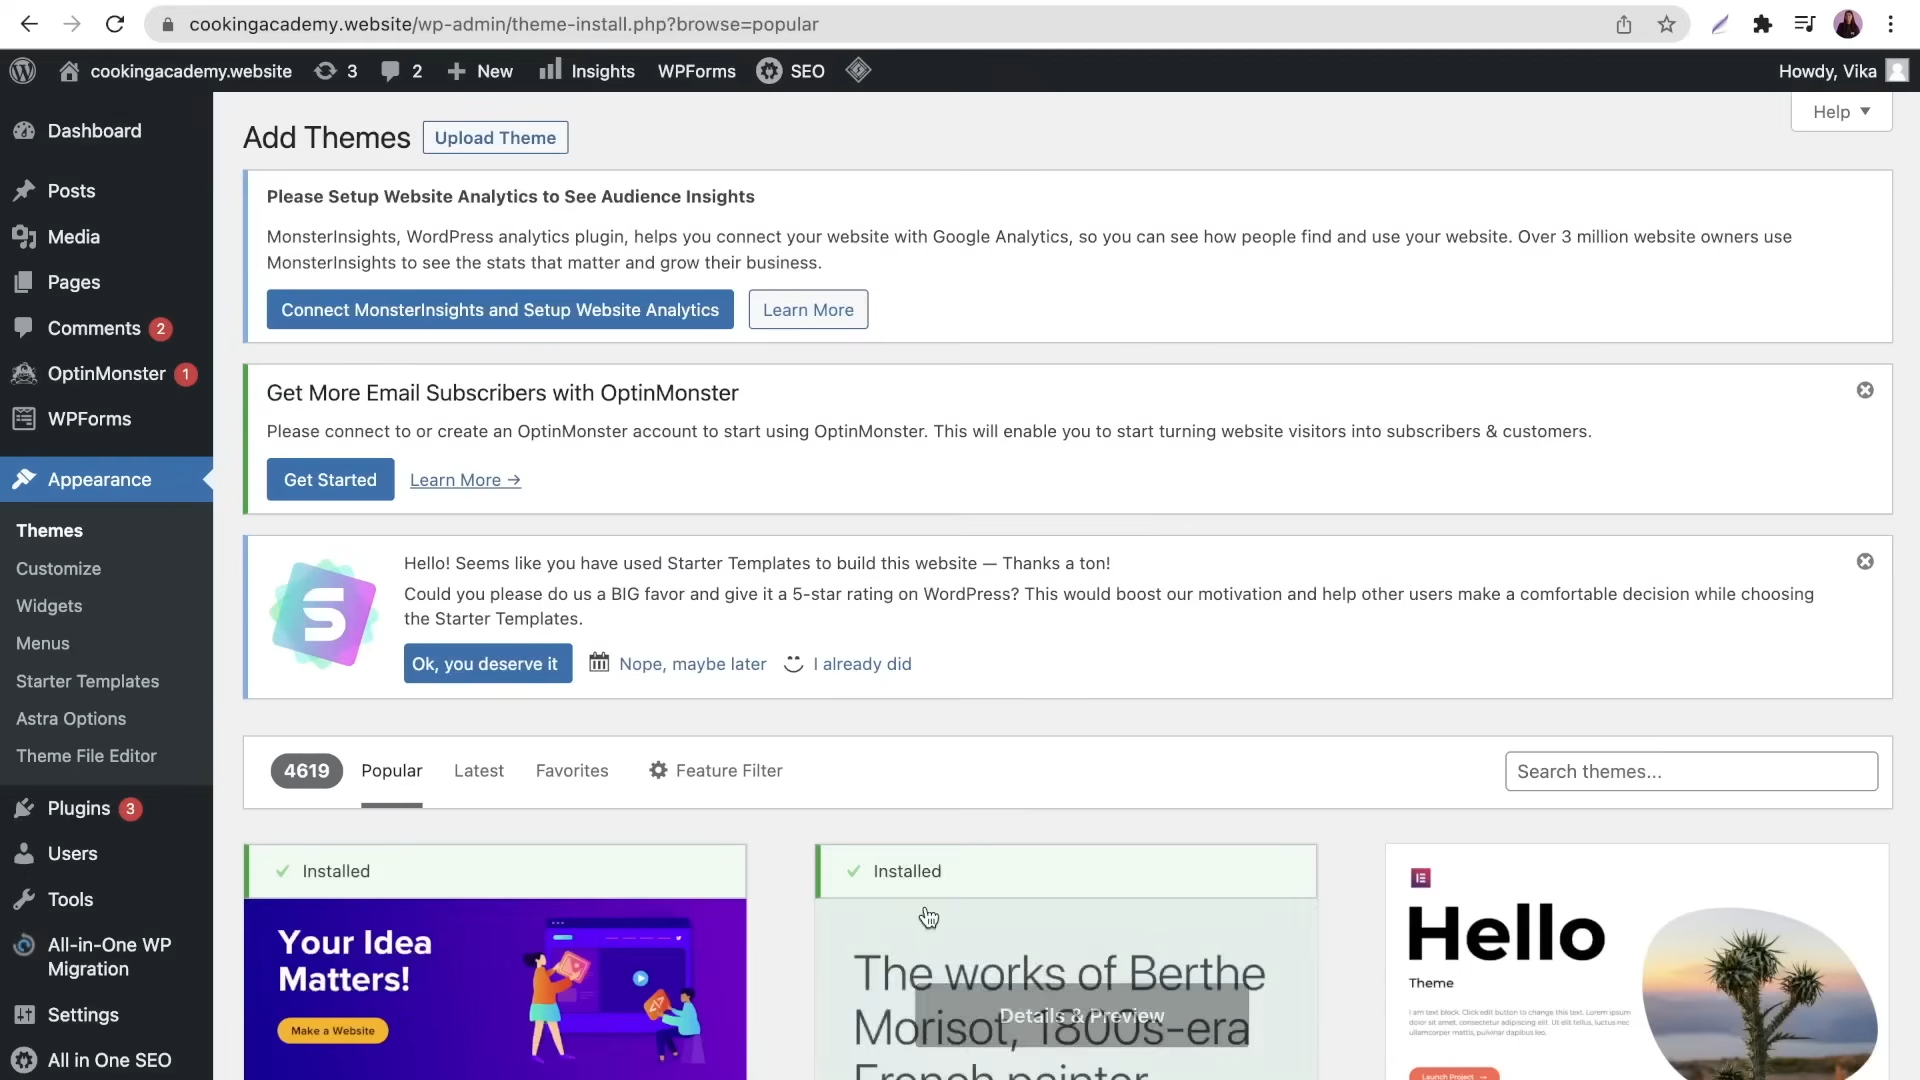 cookingacademy.website/wp-admin/theme-install.php?browse=popular
cookingacademy.website
3
2
New
Insights
WPForms
SEO
Howdy, Vika
Help
Dashboard
Posts
Media
Pages
Comments 2
OptinMonster 1
WPForms
Appearance
Themes
Customize
Widgets
Menus
Starter Templates
Astra Options
Theme File Editor
Plugins 3
Users
Tools
All-in-One WP
Migration
Settings
All in One SEO
Add Themes
Upload Theme
Please Setup Website Analytics to See Audience Insights
MonsterInsights, WordPress analytics plugin, helps you connect your website with Google Analytics, so you can see how people find and use your website. Over 3 million website owners use
MonsterInsights to see the stats that matter and grow their business.
Connect MonsterInsights and Setup Website Analytics
Learn More
Get More Email Subscribers with OptinMonster
Please connect to or create an OptinMonster account to start using OptinMonster. This will enable you to start turning website visitors into subscribers & customers.
Get Started
Learn More →
S
Hello! Seems like you have used Starter Templates to build this website — Thanks a ton!
Could you please do us a BIG favor and give it a 5-star rating on WordPress? This would boost our motivation and help other users make a comfortable decision while choosing
the Starter Templates.
Ok, you deserve it
Nope, maybe later
I already did
4619
Popular
Latest
Favorites
Feature Filter
Search themes...
Installed
Your Idea
Matters!
Make a Website
Installed
The works of Berthe
Morisot, 1800s-era
French painter
Details & Preview
Hello
Theme
I am text block. Click edit button to change this text. Lorem ipsum
dolor sit amet, consectetur adipiscing elit. Ut elit tellus, luctus nec
ullamcorper mattis, pulvinar dapibus leo.
Launch Project →